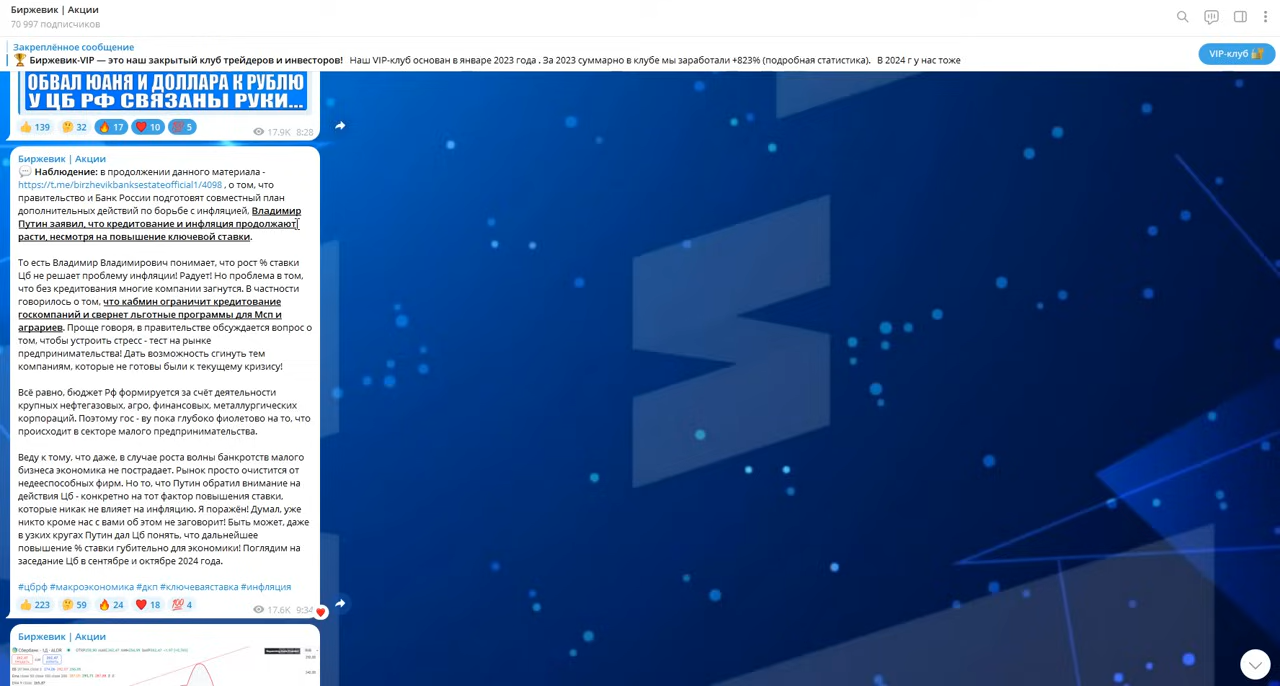 Биржевик | Акции
70 997 подписчиков
Закреплённое сообщение
🏆 Биржевик-VIP — это наш закрытый клуб трейдеров и инвесторов! Наш VIP-клуб основан в январе 2023 года . За 2023 суммарно в клубе мы заработали +823% (подробная статистика). В 2024 г у нас тоже
VIP-клуб 🔐
ОБВАЛ ЮАНЯ И ДОЛЛАРА К РУБЛЮ
У ЦБ РФ СВЯЗАНЫ РУКИ...
👍 139 🤔 32 🔥 17 ❤️ 10 💯 5 17.9K 8:28
Биржевик | Акции
💬 Наблюдение: в продолжении данного материала -
https://t.me/birzhevikbanksestateofficial1/4098 , о том, что
правительство и Банк России подготовят совместный план
дополнительных действий по борьбе с инфляцией, Владимир
Путин заявил, что кредитование и инфляция продолжают
расти, несмотря на повышение ключевой ставки.
То есть Владимир Владимирович понимает, что рост % ставки
Цб не решает проблему инфляции! Радует! Но проблема в том,
что без кредитования многие компании загнутся. В частности
говорилось о том, что кабмин ограничит кредитование
госкомпаний и свернет льготные программы для Мсп и
аграриев. Проще говоря, в правительстве обсуждается вопрос о
том, чтобы устроить стресс - тест на рынке
предпринимательства! Дать возможность сгинуть тем
компаниям, которые не готовы были к текущему кризису!
Всё равно, бюджет Рф формируется за счёт деятельности
крупных нефтегазовых, агро, финансовых, металлургических
корпораций. Поэтому гос - ву пока глубоко фиолетово на то, что
происходит в секторе малого предпринимательства.
Веду к тому, что даже, в случае роста волны банкротств малого
бизнеса экономика не пострадает. Рынок просто очистится от
недееспособных фирм. Но то, что Путин обратил внимание на
действия Цб - конкретно на тот фактор повышения ставки,
которые никак не влияет на инфляцию. Я поражён! Думал, уже
никто кроме нас с вами об этом не заговорит! Быть может, даже
в узких кругах Путин дал Цб понять, что дальнейшее
повышение % ставки губительно для экономики! Поглядим на
заседание Цб в сентябре и октябре 2024 года.
#цбрф #макроэкономика #дкп #ключеваяставка #инфляция
👍 223 🤔 59 🔥 24 ❤️ 18 💯 4 17.6K 9:34
Биржевик | Акции